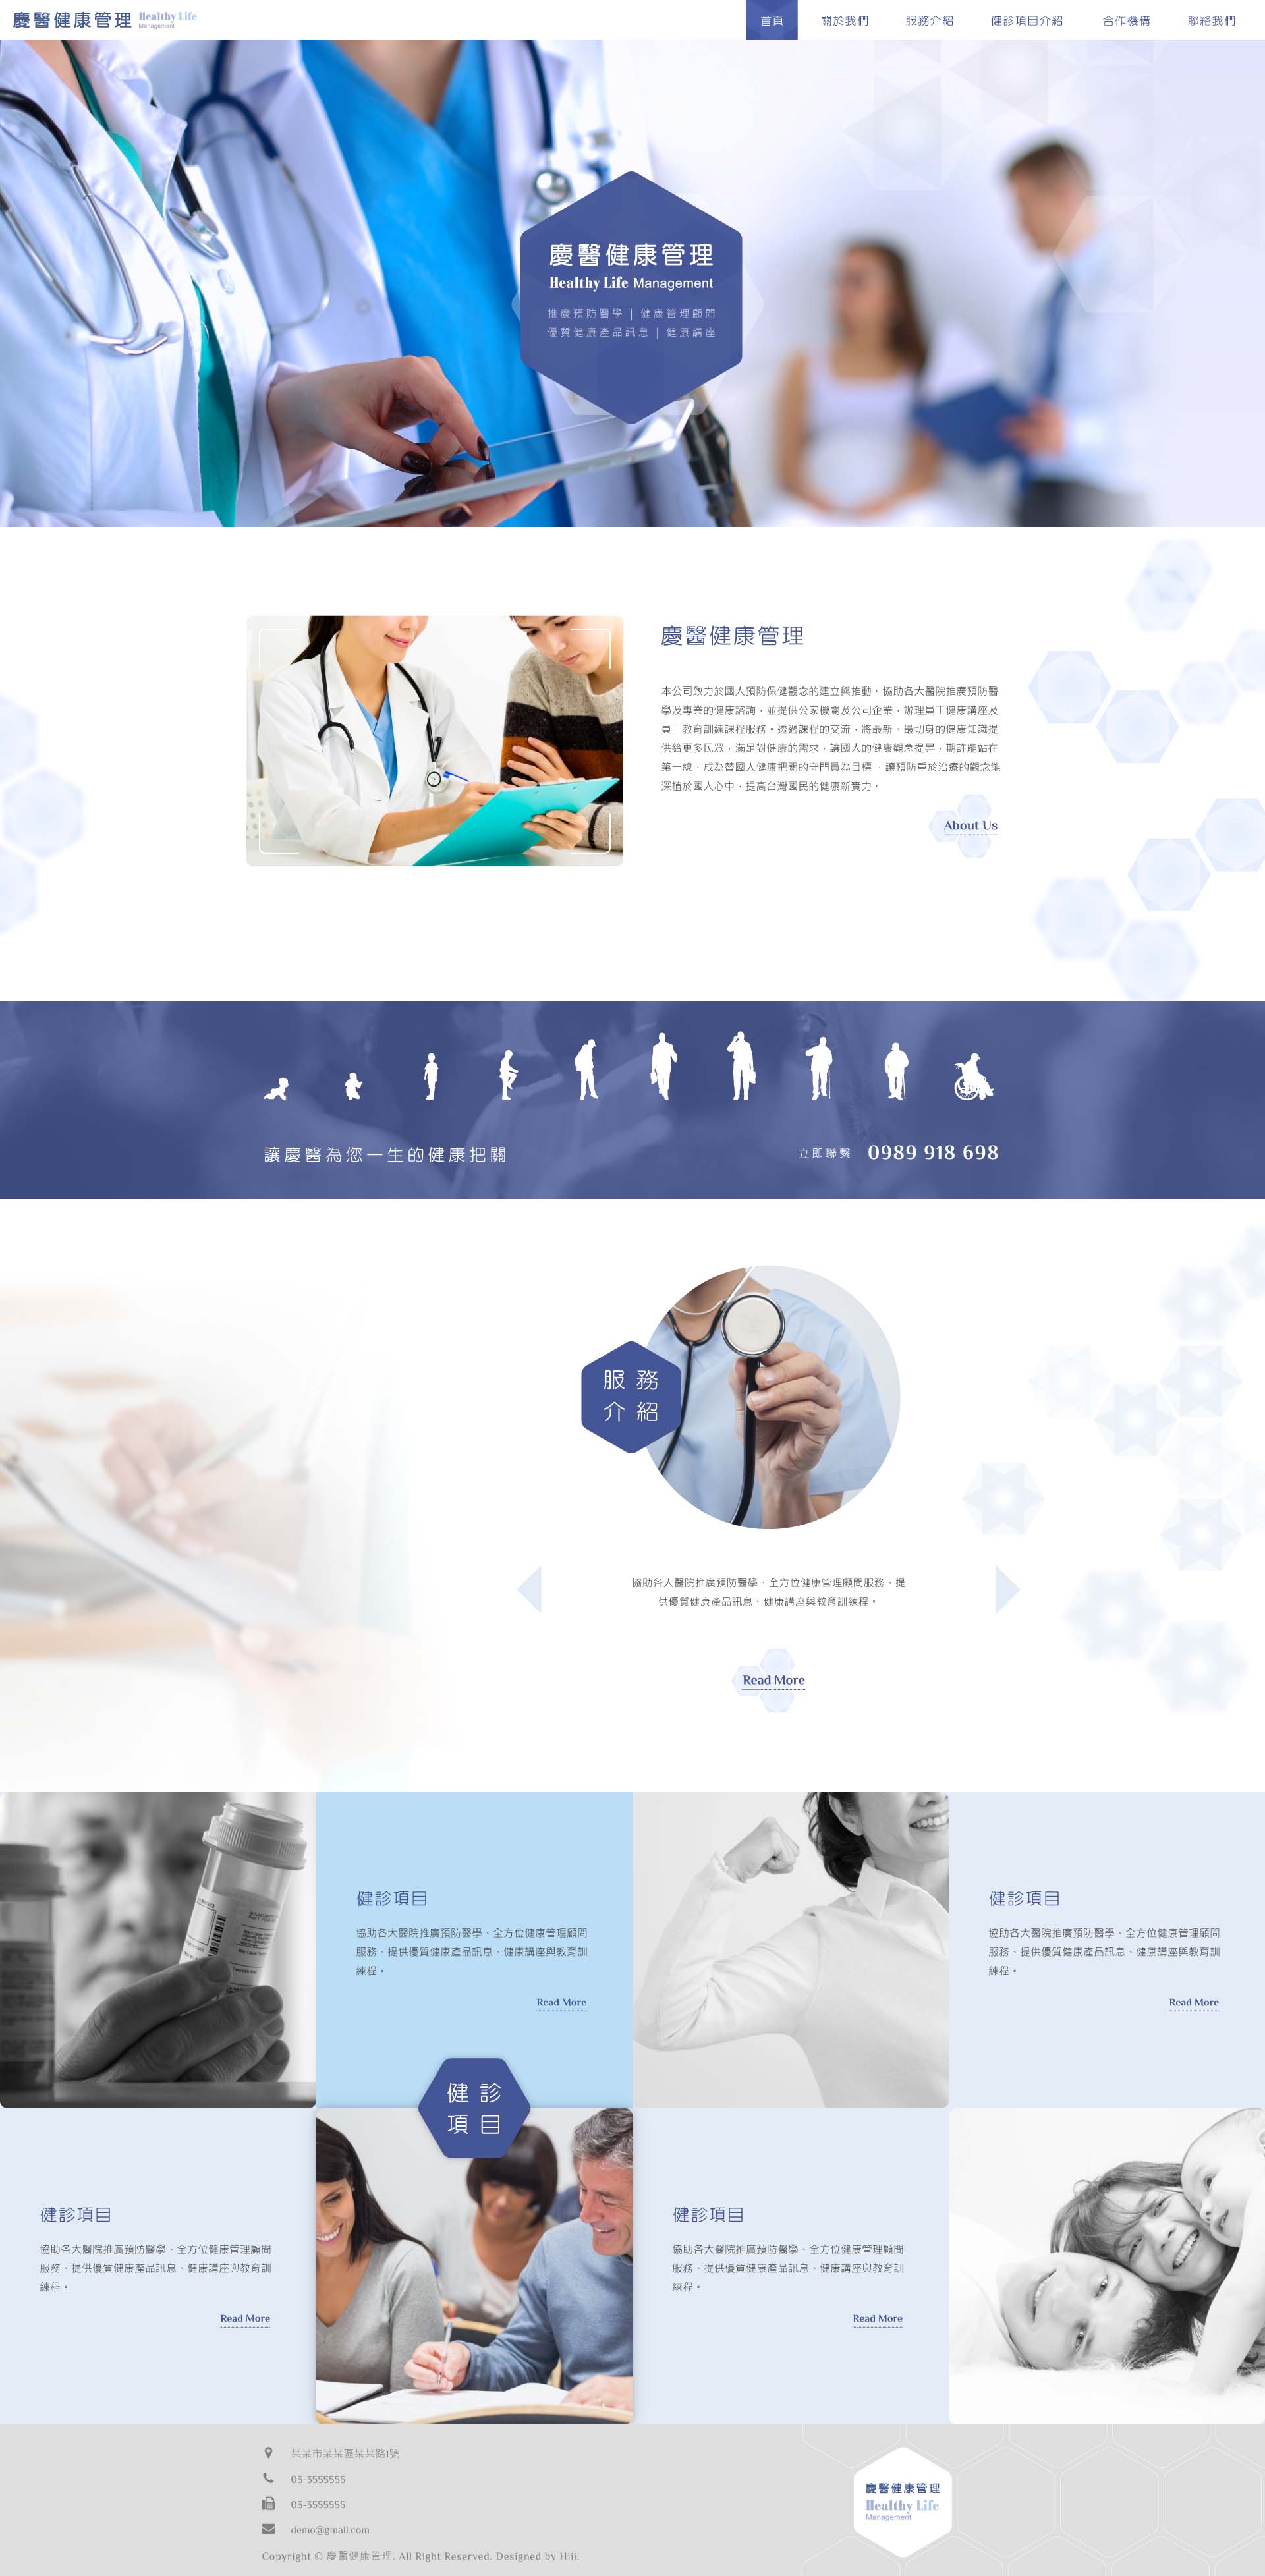 慶醫健康管理 Healthy Life Management
首頁 關於我們 服務介紹 健診項目介紹 合作機構 聯絡我們
慶醫健康管理
Healthy Life Management
推廣預防醫學 | 健康管理顧問
優質健康產品訊息 | 健康講座
慶醫健康管理
本公司致力於國人預防保健觀念的建立與推動。協助各大醫院推廣預防醫
學及專業的健康諮詢，並提供公家機關及公司企業，辦理員工健康講座及
員工教育訓練課程服務。透過課程的交流，將最新、最切身的健康知識提
供給更多民眾，滿足對健康的需求，讓國人的健康觀念提昇，期許能站在
第一線，成為替國人健康把關的守門員為目標，讓預防重於治療的觀念能
深植於國人心中，提高台灣國民的健康新實力。
About Us
讓慶醫為您一生的健康把關
立即聯繫 0989 918 698
服務
介紹
協助各大醫院推廣預防醫學、全方位健康管理顧問服務、提
供優質健康產品訊息、健康講座與教育訓練程。
Read More
健診項目
協助各大醫院推廣預防醫學、全方位健康管理顧問
服務、提供優質健康產品訊息、健康講座與教育訓
練程。
Read More
健診項目
協助各大醫院推廣預防醫學、全方位健康管理顧問
服務、提供優質健康產品訊息、健康講座與教育訓
練程。
Read More
健診
項目
健診項目
協助各大醫院推廣預防醫學、全方位健康管理顧問
服務、提供優質健康產品訊息、健康講座與教育訓
練程。
Read More
健診項目
協助各大醫院推廣預防醫學、全方位健康管理顧問
服務、提供優質健康產品訊息、健康講座與教育訓
練程。
Read More
某某市某某區某某路1號
03-3555555
03-3555555
demo@gmail.com
Copyright © 慶醫健康管理. All Right Reserved. Designed by Hiii.
慶醫健康管理
Healthy Life
Management